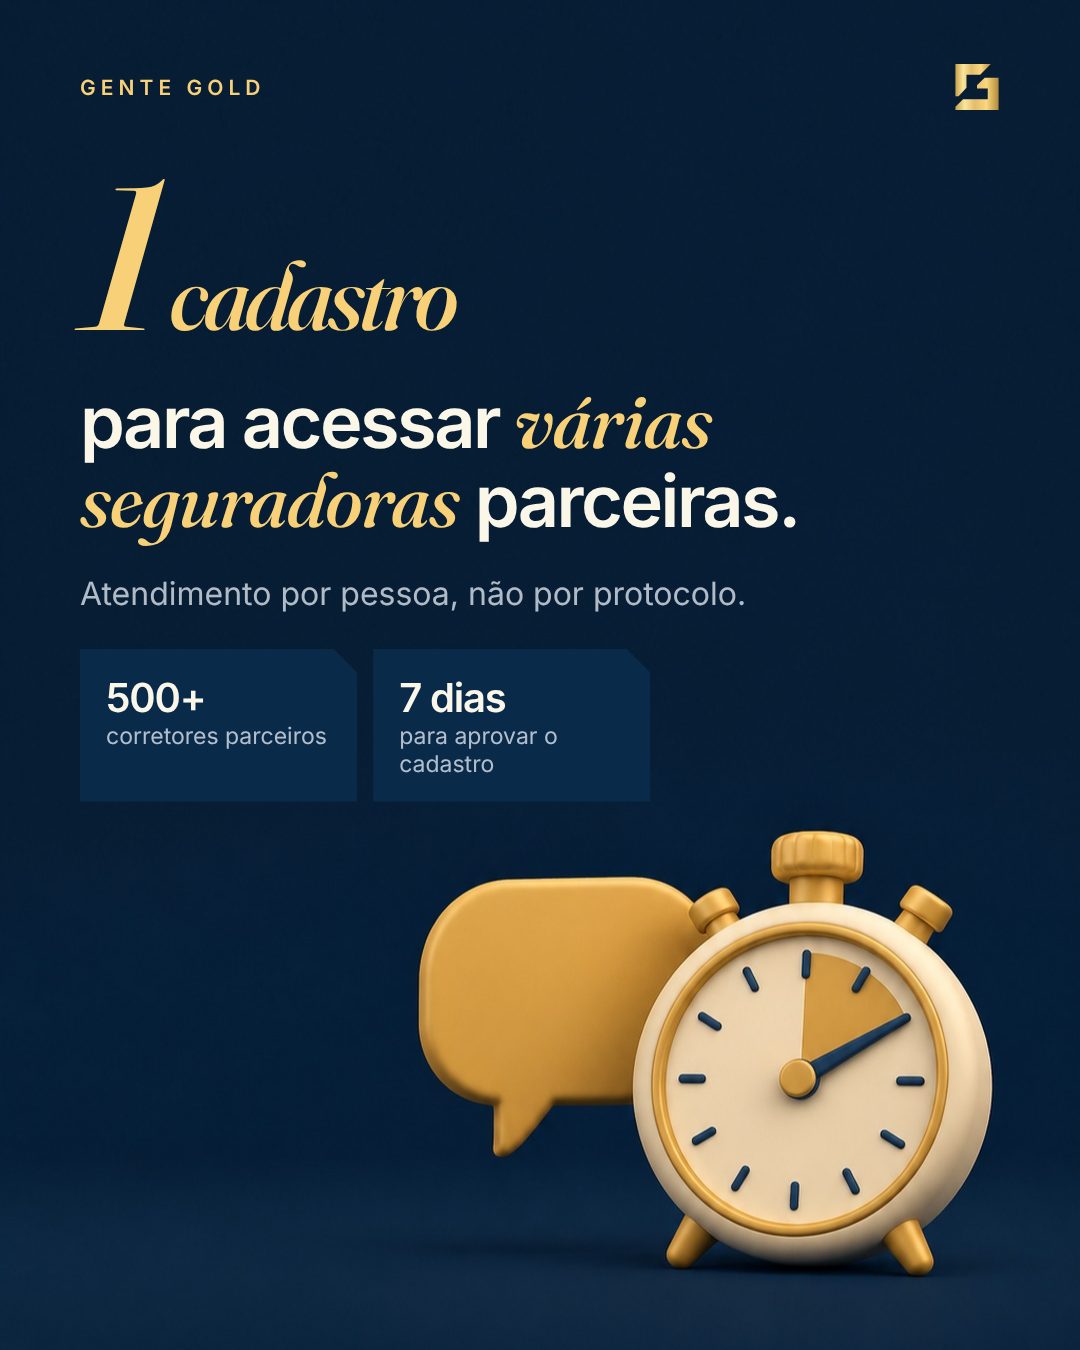 GENTE GOLD
1 cadastro
para acessar várias
seguradoras parceiras.
Atendimento por pessoa, não por protocolo.
500+
corretores parceiros
7 dias
para aprovar o
cadastro